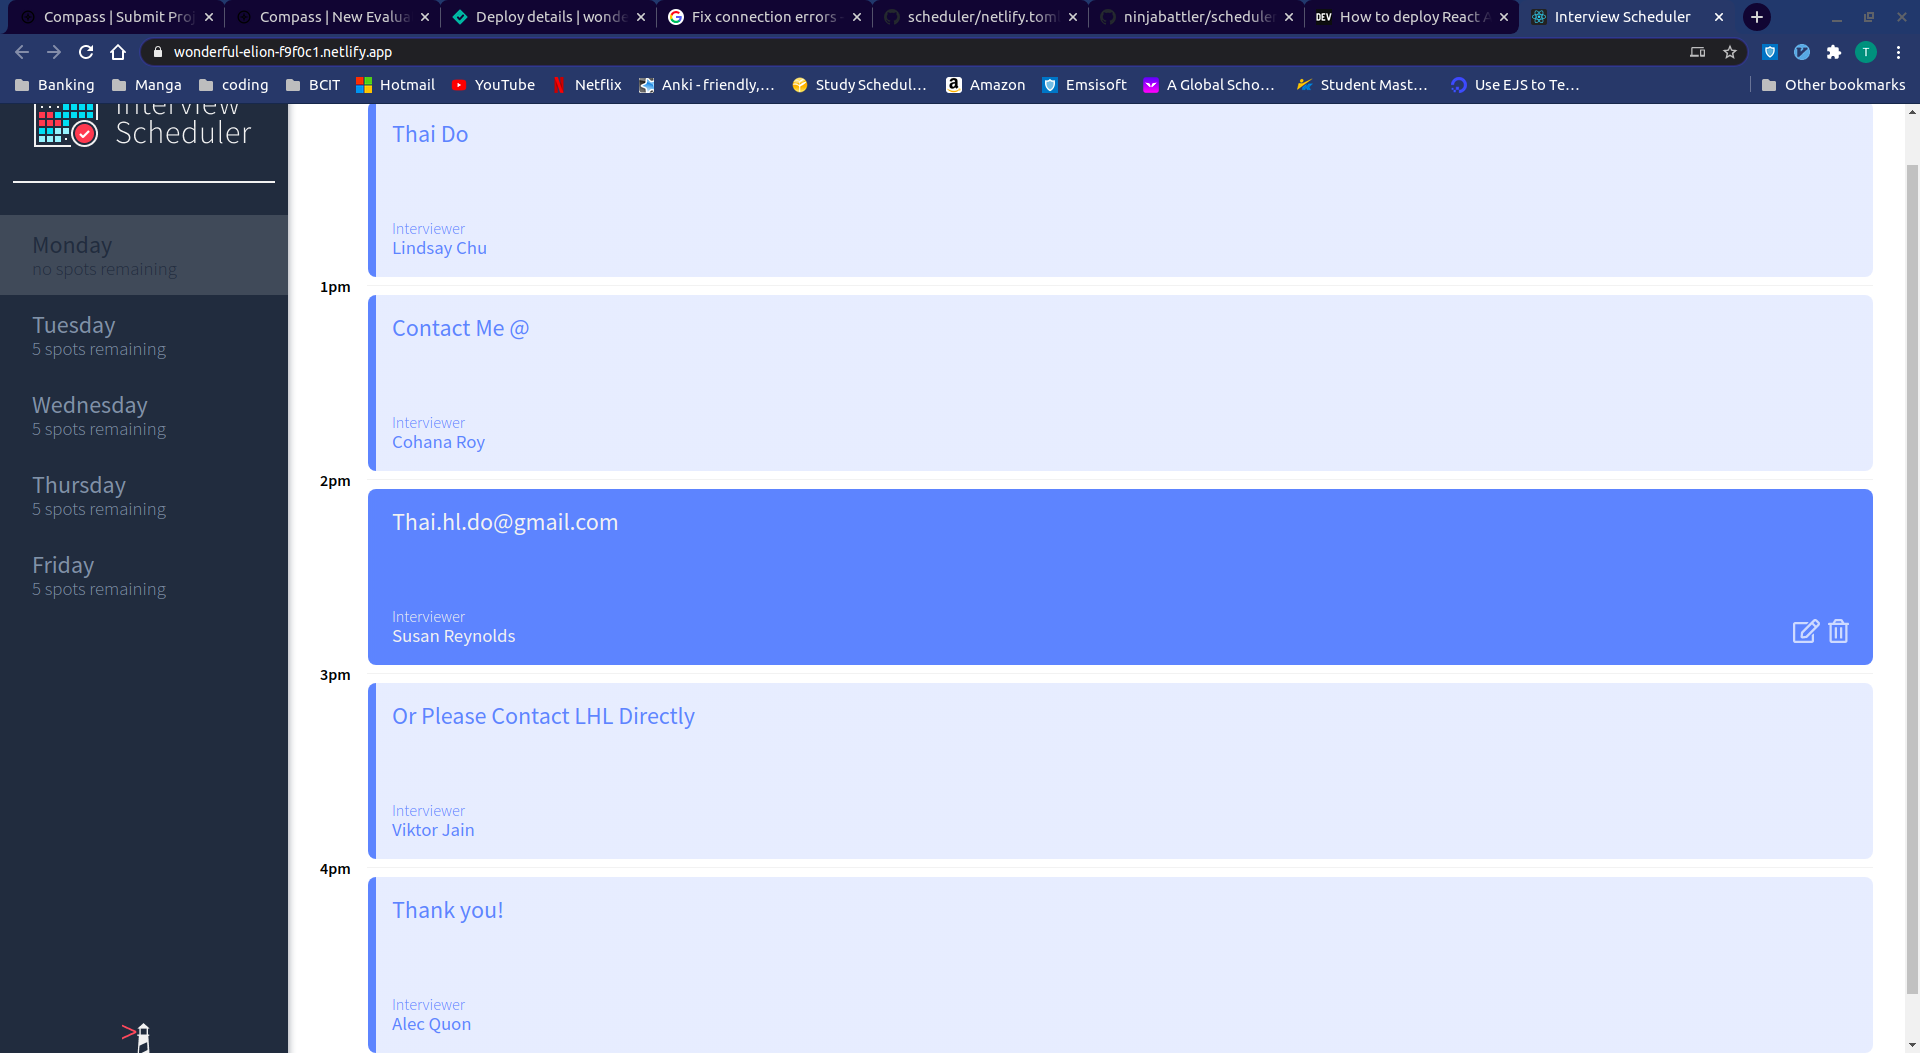 Compass | Submit Proj
Compass | New Evalua
Deploy details | wonde
Fix connection errors -
scheduler/netlify.toml
ninjabattler/scheduler
DEV How to deploy React A
Interview Scheduler
wonderful-elion-f9f0c1.netlify.app
T
Banking
Manga
coding
BCIT
Hotmail
YouTube
Netflix
Anki - friendly,...
Study Schedul...
Amazon
Emsisoft
A Global Scho...
Student Mast...
Use EJS to Te...
Other bookmarks
Interview
Scheduler
Monday
no spots remaining
Tuesday
5 spots remaining
Wednesday
5 spots remaining
Thursday
5 spots remaining
Friday
5 spots remaining
Thai Do
Interviewer
Lindsay Chu
1pm
Contact Me @
Interviewer
Cohana Roy
2pm
Thai.hl.do@gmail.com
Interviewer
Susan Reynolds
3pm
Or Please Contact LHL Directly
Interviewer
Viktor Jain
4pm
Thank you!
Interviewer
Alec Quon